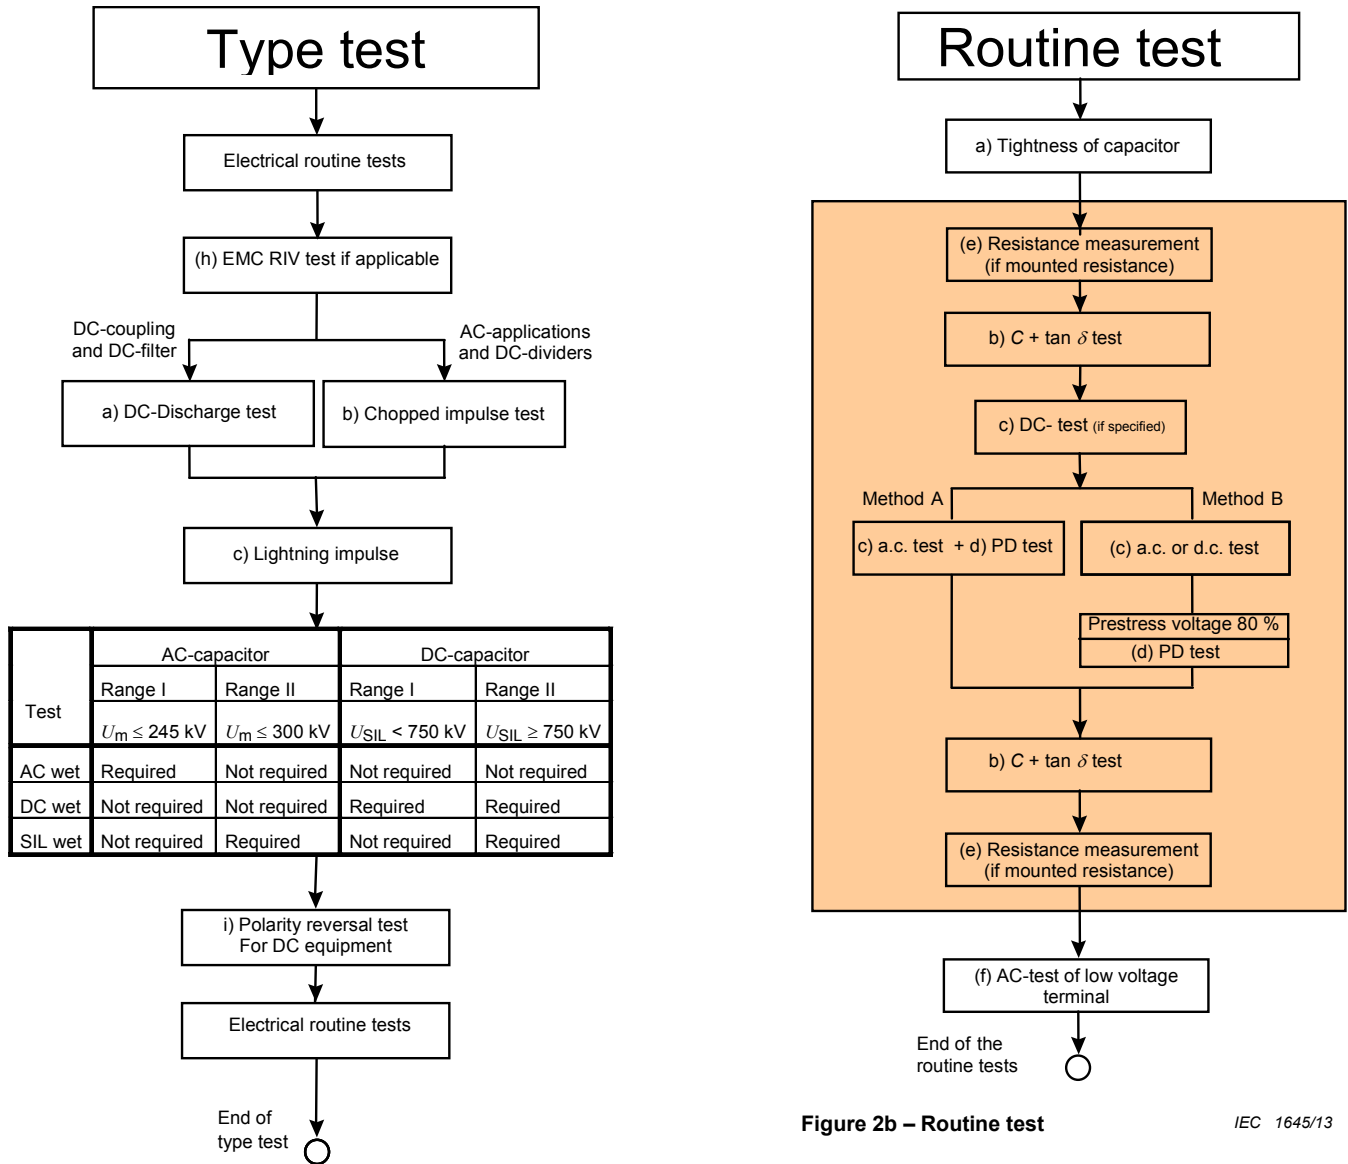 Type test
Electrical routine tests
(h) EMC RIV test if applicable
DC-coupling
and DC-filter
AC-applications
and DC-dividers
a) DC-Discharge test
b) Chopped impulse test
c) Lightning impulse
Test
AC-capacitor
DC-capacitor
Range I
Range II
Range I
Range II
Um ≤ 245 kV
Um ≤ 300 kV
USIL < 750 kV
USIL ≥ 750 kV
AC wet Required Not required Not required Not required
DC wet Not required Not required Required Required
SIL wet Not required Required Not required Required
i) Polarity reversal test
For DC equipment
Electrical routine tests
End of
type test
Routine test
a) Tightness of capacitor
(e) Resistance measurement
(if mounted resistance)
b) C + tan δ test
c) DC- test (if specified)
Method A
Method B
c) a.c. test + d) PD test
(c) a.c. or d.c. test
Prestress voltage 80 %
(d) PD test
b) C + tan δ test
(e) Resistance measurement
(if mounted resistance)
(f) AC-test of low voltage
terminal
End of the
routine tests
Figure 2b – Routine test
IEC 1645/13